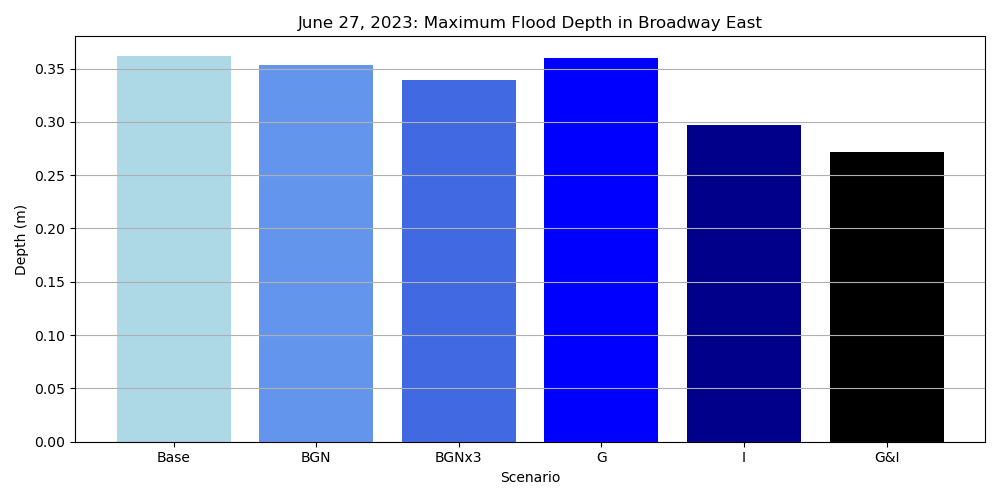 June 27, 2023: Maximum Flood Depth in Broadway East
Depth (m)
0.35
0.30
0.25
0.20
0.15
0.10
0.05
0.00
Base BGN BGNx3 G I G&I
Scenario